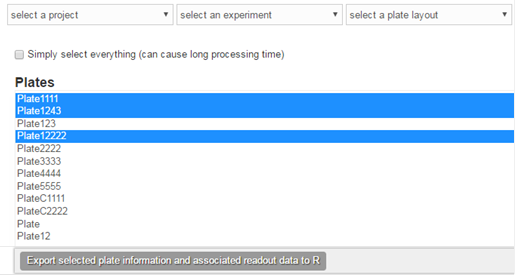 select a project select an experiment select a plate layout
Simply select everything (can cause long processing time)
Plates
Plate1111
Plate1243
Plate123
Plate12222
Plate2222
Plate3333
Plate4444
Plate5555
PlateC1111
PlateC2222
Plate
Plate12
Export selected plate information and associated readout data to R